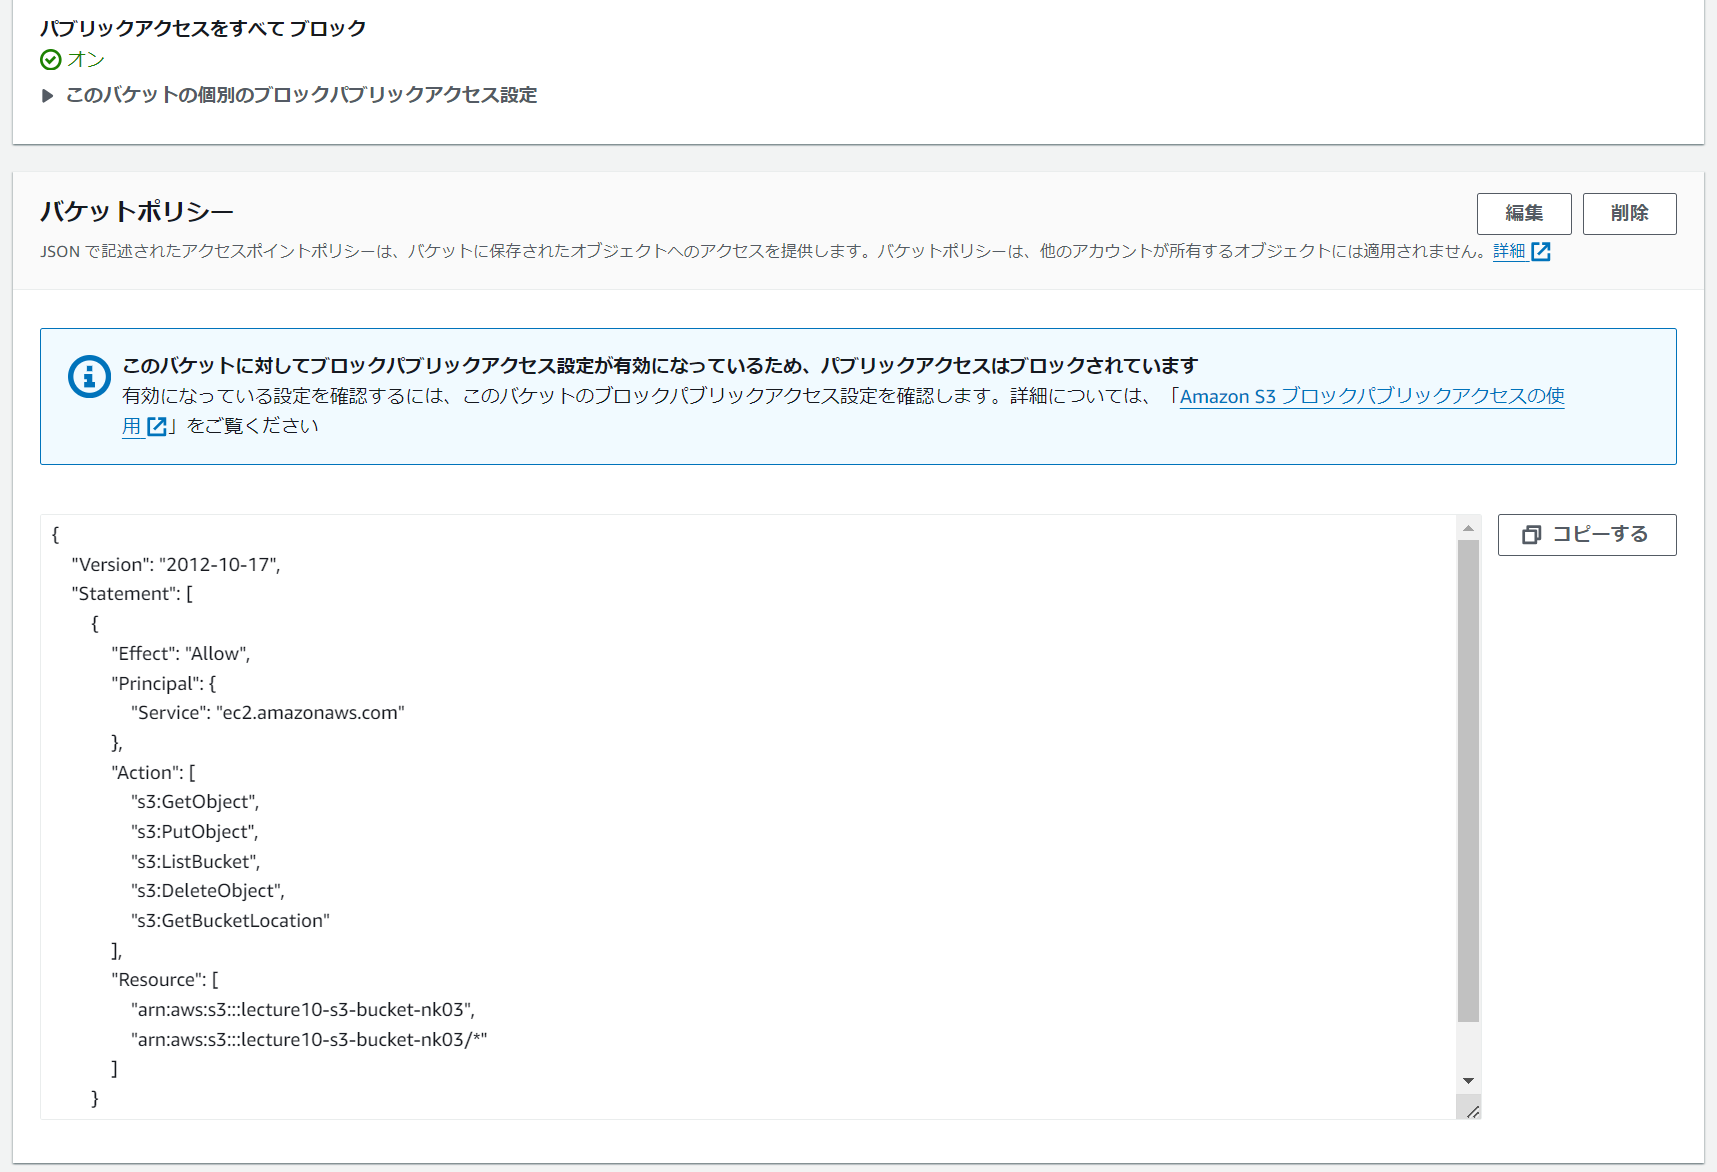 パブリックアクセスをすべて ブロック
オン
このバケットの個別のブロックパブリックアクセス設定
バケットポリシー
編集
削除
JSON で記述されたアクセスポイントポリシーは、バケットに保存されたオブジェクトへのアクセスを提供します。バケットポリシーは、他のアカウントが所有するオブジェクトには適用されません。詳細
このバケットに対してブロックパブリックアクセス設定が有効になっているため、パブリックアクセスはブロックされています
有効になっている設定を確認するには、このバケットのブロックパブリックアクセス設定を確認します。詳細については、「Amazon S3 ブロックパブリックアクセスの使
用」をご覧ください
コピーする
{
"Version": "2012-10-17",
"Statement": [
{
"Effect": "Allow",
"Principal": {
"Service": "ec2.amazonaws.com"
},
"Action": [
"s3:GetObject",
"s3:PutObject",
"s3:ListBucket",
"s3:DeleteObject",
"s3:GetBucketLocation"
],
"Resource": [
"arn:aws:s3:::lecture10-s3-bucket-nk03",
"arn:aws:s3:::lecture10-s3-bucket-nk03/*"
]
}